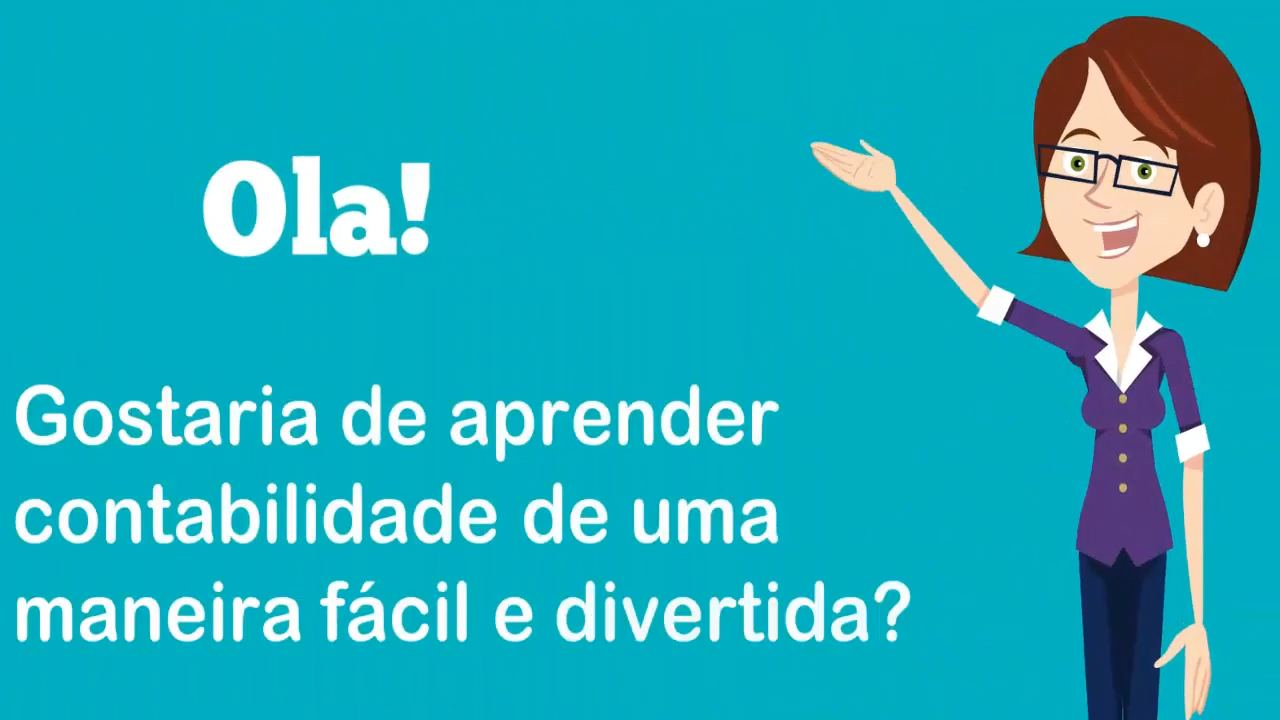 Ola!
Gostaria de aprender
contabilidade de uma
maneira fácil e divertida?